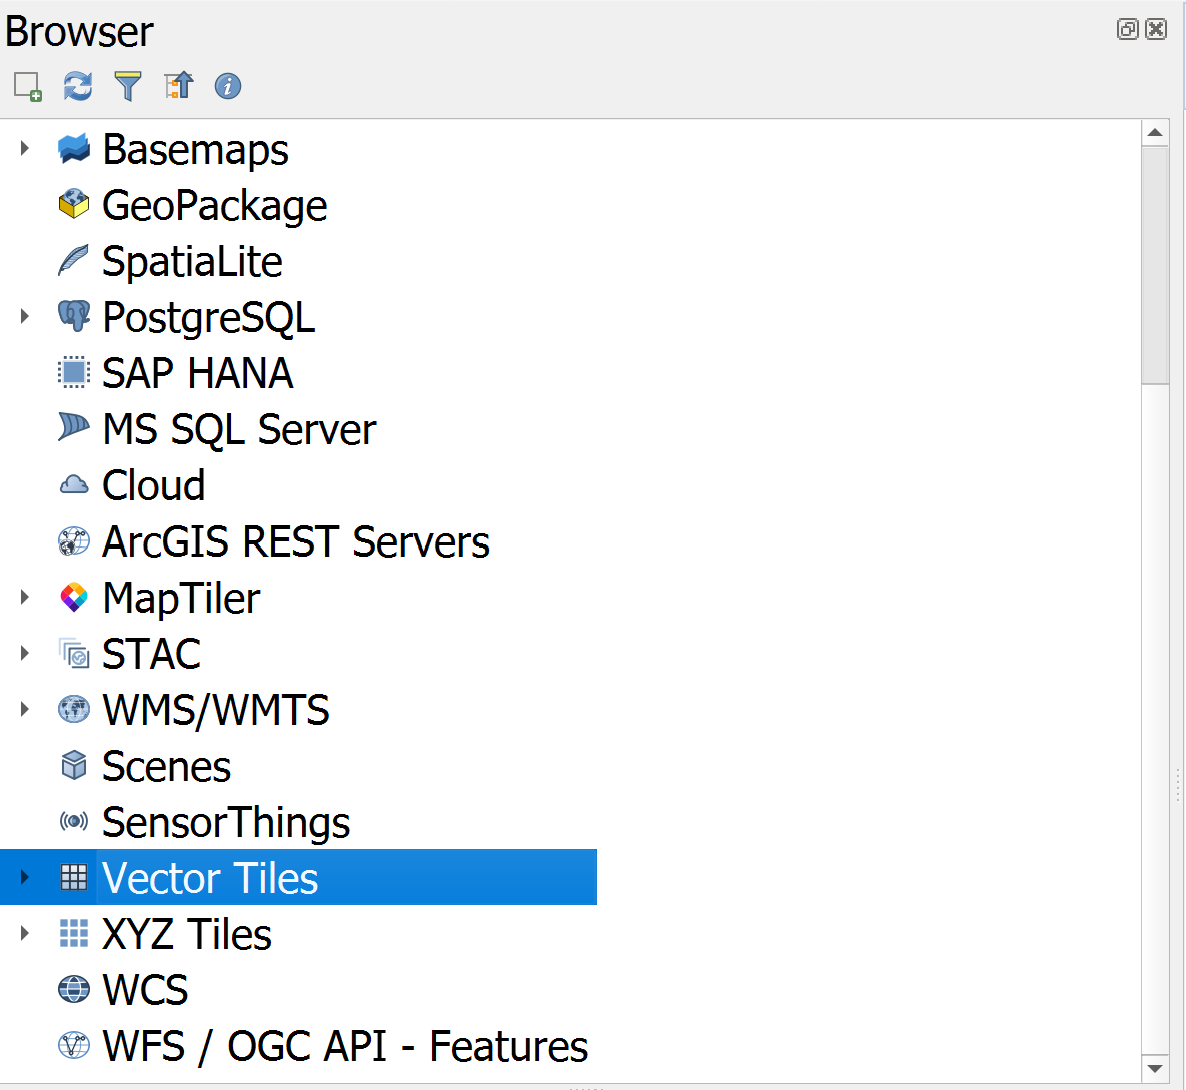 Browser
Basemaps
GeoPackage
SpatiaLite
PostgreSQL
SAP HANA
MS SQL Server
Cloud
ArcGIS REST Servers
MapTiler
STAC
WMS/WMTS
Scenes
SensorThings
Vector Tiles
XYZ Tiles
WCS
WFS / OGC API - Features